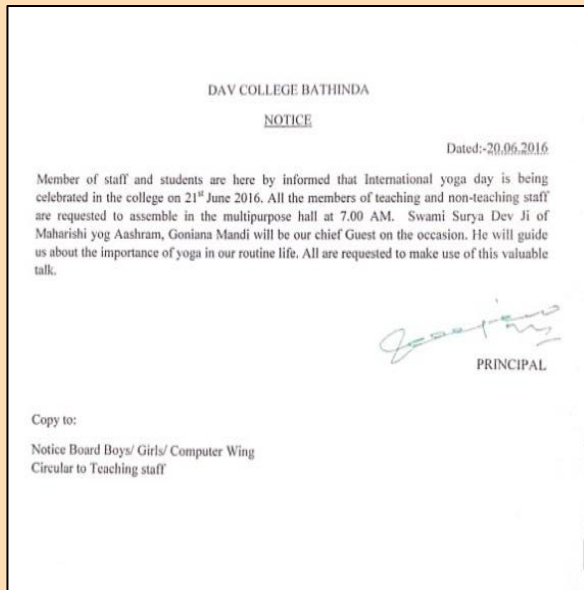 DAV COLLEGE BATHINDA
NOTICE
Dated:-20.06.2016
Member of staff and students are here by informed that International yoga day is being
celebrated in the college on 21st June 2016. All the members of teaching and non-teaching staff
are requested to assemble in the multipurpose hall at 7.00 AM. Swami Surya Dev Ji of
Maharishi yog Aashram, Goniana Mandi will be our chief Guest on the occasion. He will guide
us about the importance of yoga in our routine life. All are requested to make use of this valuable
talk.
PRINCIPAL
Copy to:
Notice Board Boys/ Girls/ Computer Wing
Circular to Teaching staff